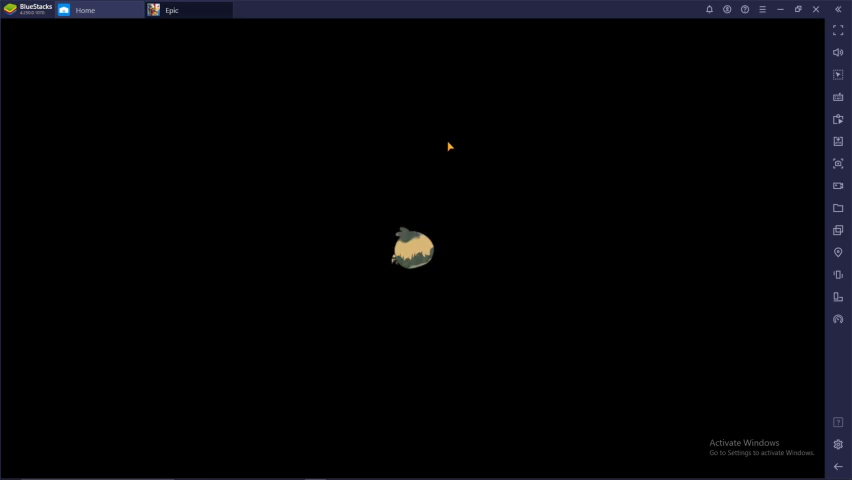 BlueStacks
Home
Epic
Activate Windows
Go to Settings to activate Windows.